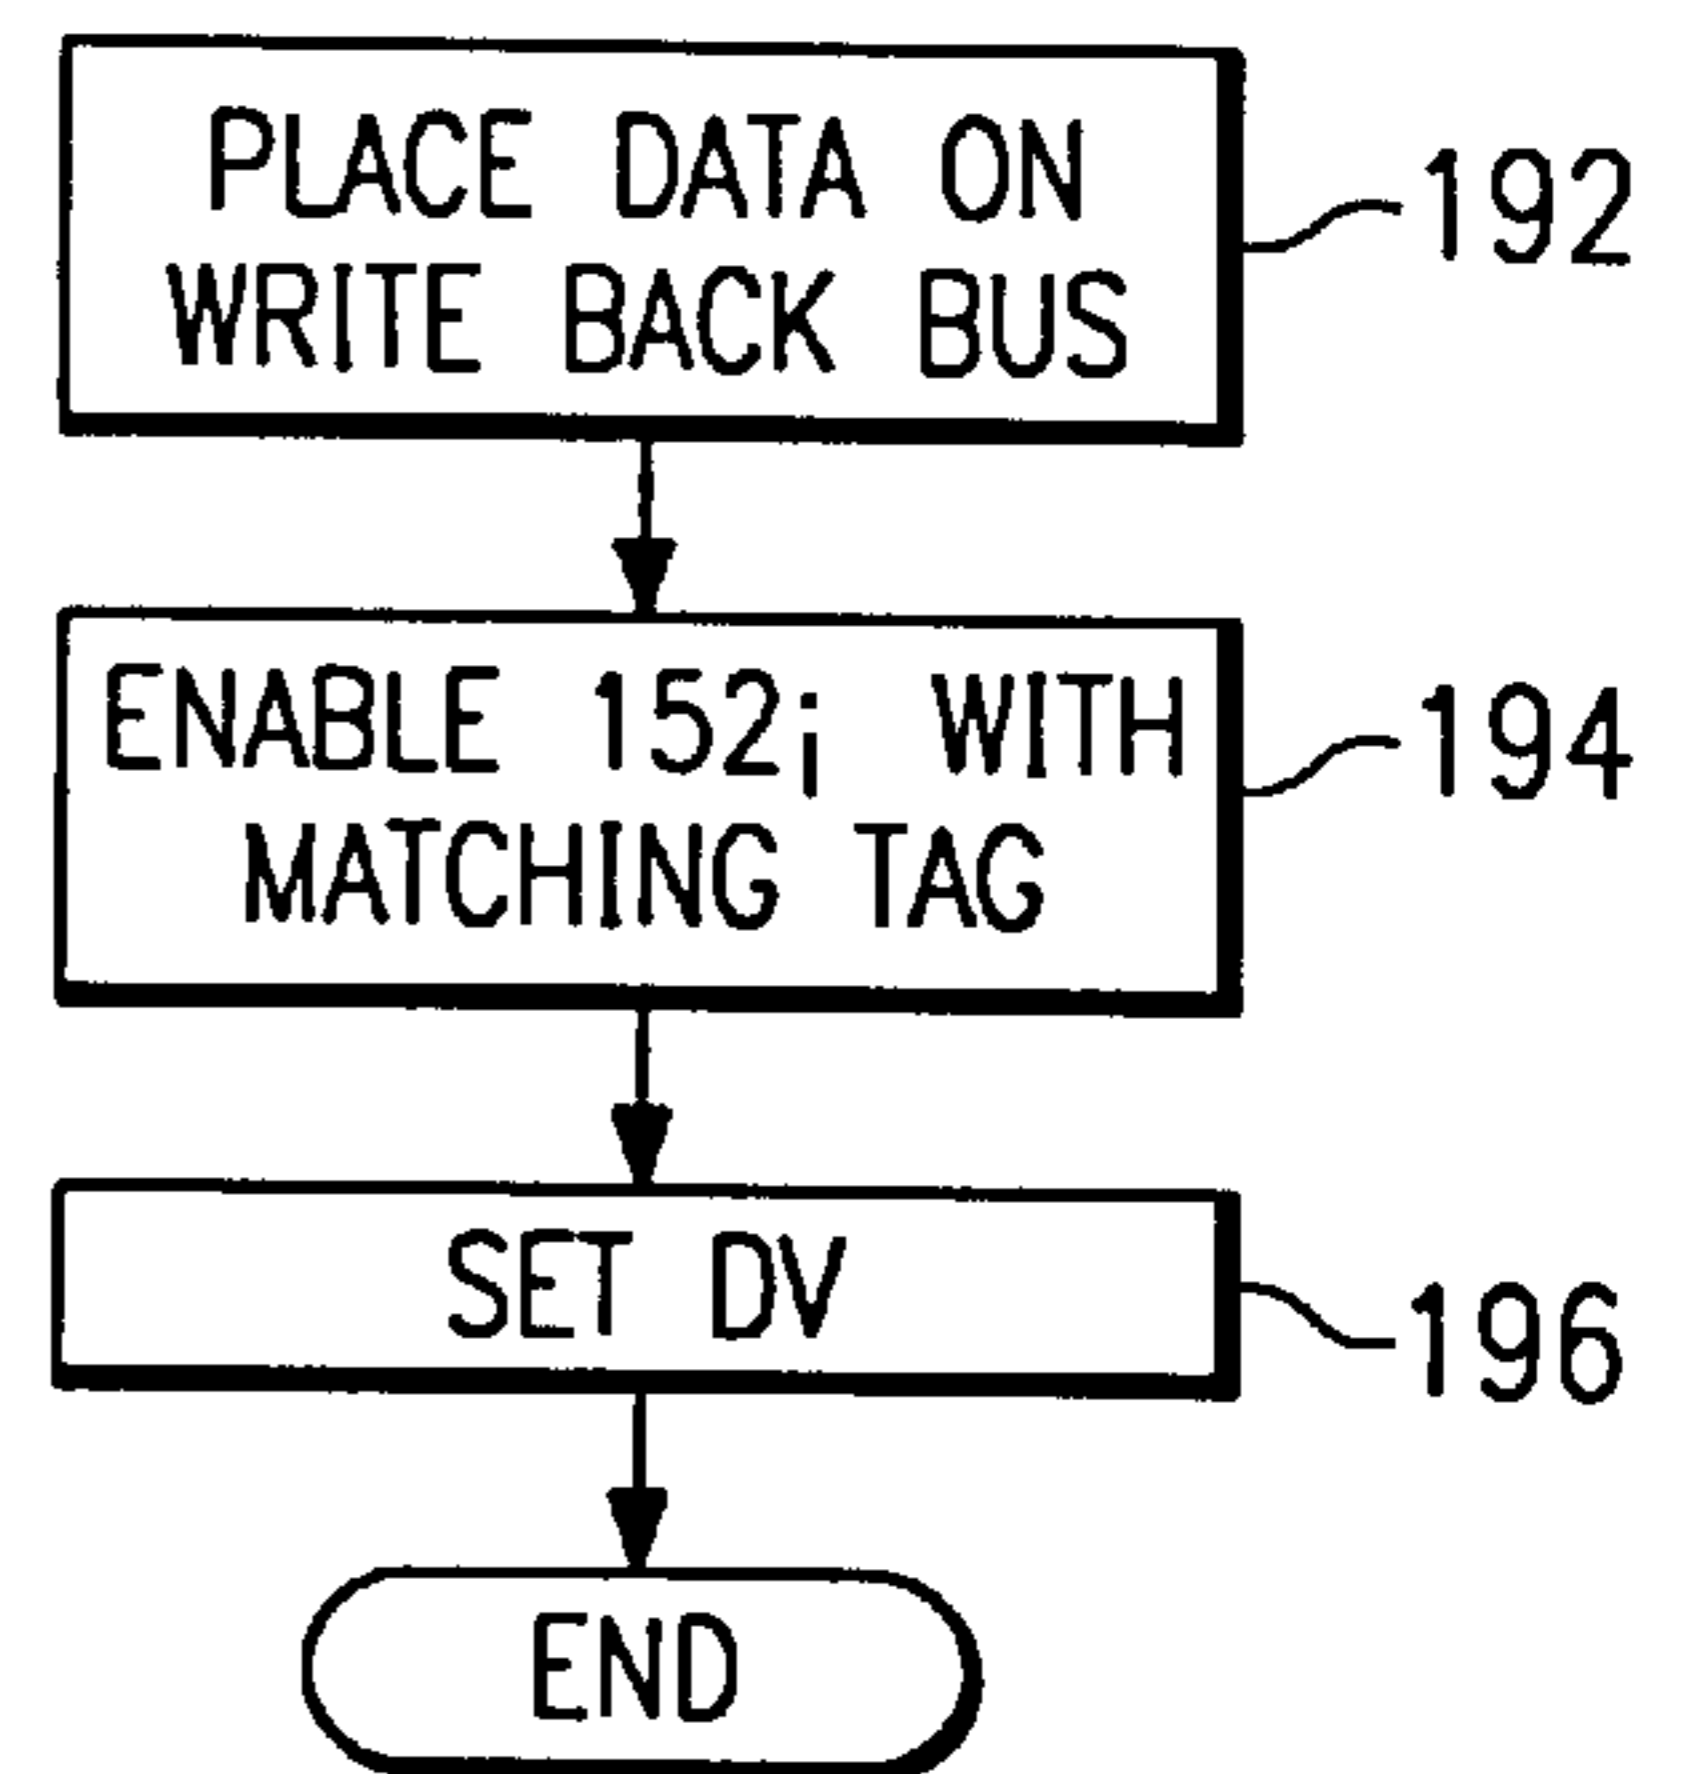 PLACE DATA ON
WRITE BACK BUS
192
ENABLE 152i WITH
MATCHING TAG
194
SET DV
196
END